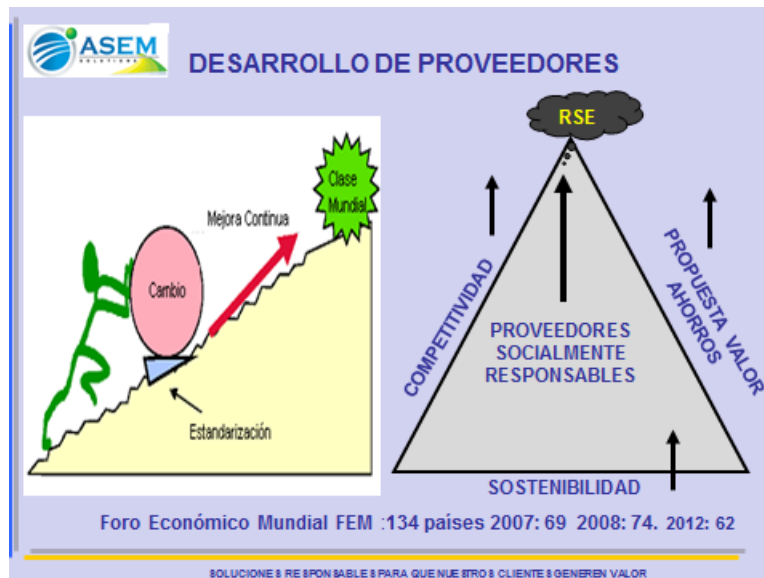 ASEM
SOLUTIONS
DESARROLLO DE PROVEEDORES
Clase
Mundial
Mejora Continua
Cambio
Estandarización
RSE
COMPETITIVIDAD
PROPUESTA VALOR
AHORROS
PROVEEDORES
SOCIALMENTE
RESPONSABLES
SOSTENIBILIDAD
Foro Económico Mundial FEM :134 países 2007: 69 2008: 74. 2012: 62
SOLUCIONES RESPONSABLES PARA QUE NUESTROS CLIENTES GENEREN VALOR